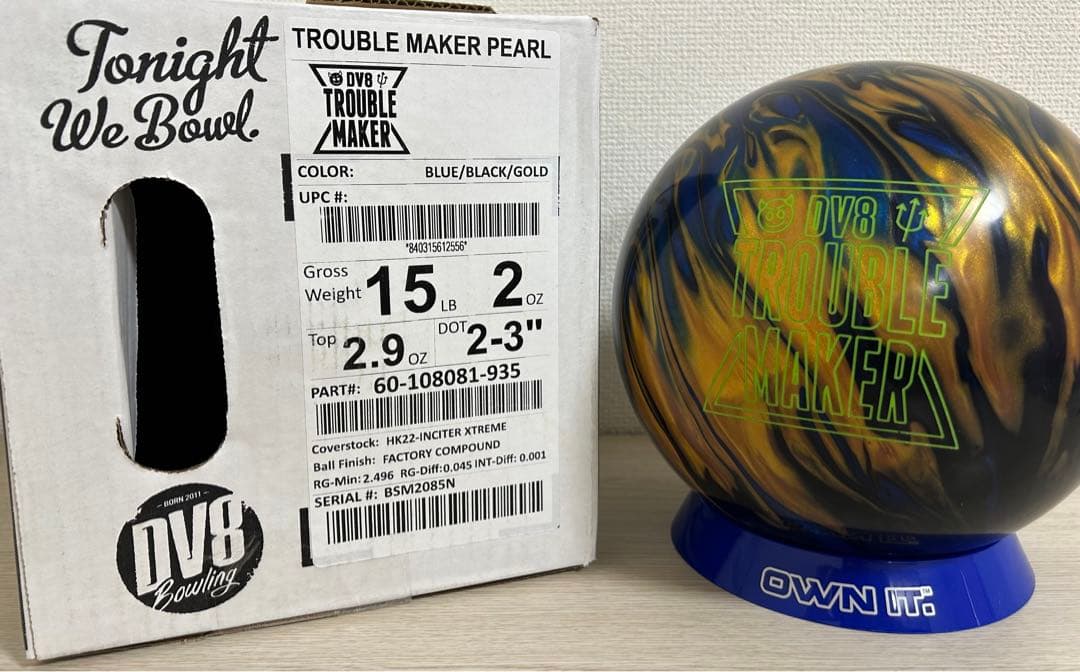 Tonight
We Bowl.
TROUBLE MAKER PEARL
DV8
TROUBLE
MAKER
COLOR: BLUE/BLACK/GOLD
UPC #:
*840315612556*
Gross
Weight 15 LB 2 OZ
Top 2.9 OZ DOT 2-3"
PART#: 60-108081-935
Coverstock: HK22-INCITER XTREME
Ball Finish: FACTORY COMPOUND
RG-Min: 2.496 RG-Diff:0.045 INT-Diff: 0.001
SERIAL #: BSM2085N
- BORN 2011 -
DV8
Bowling
DV8
TROUBLE
MAKER
OWN IT.™